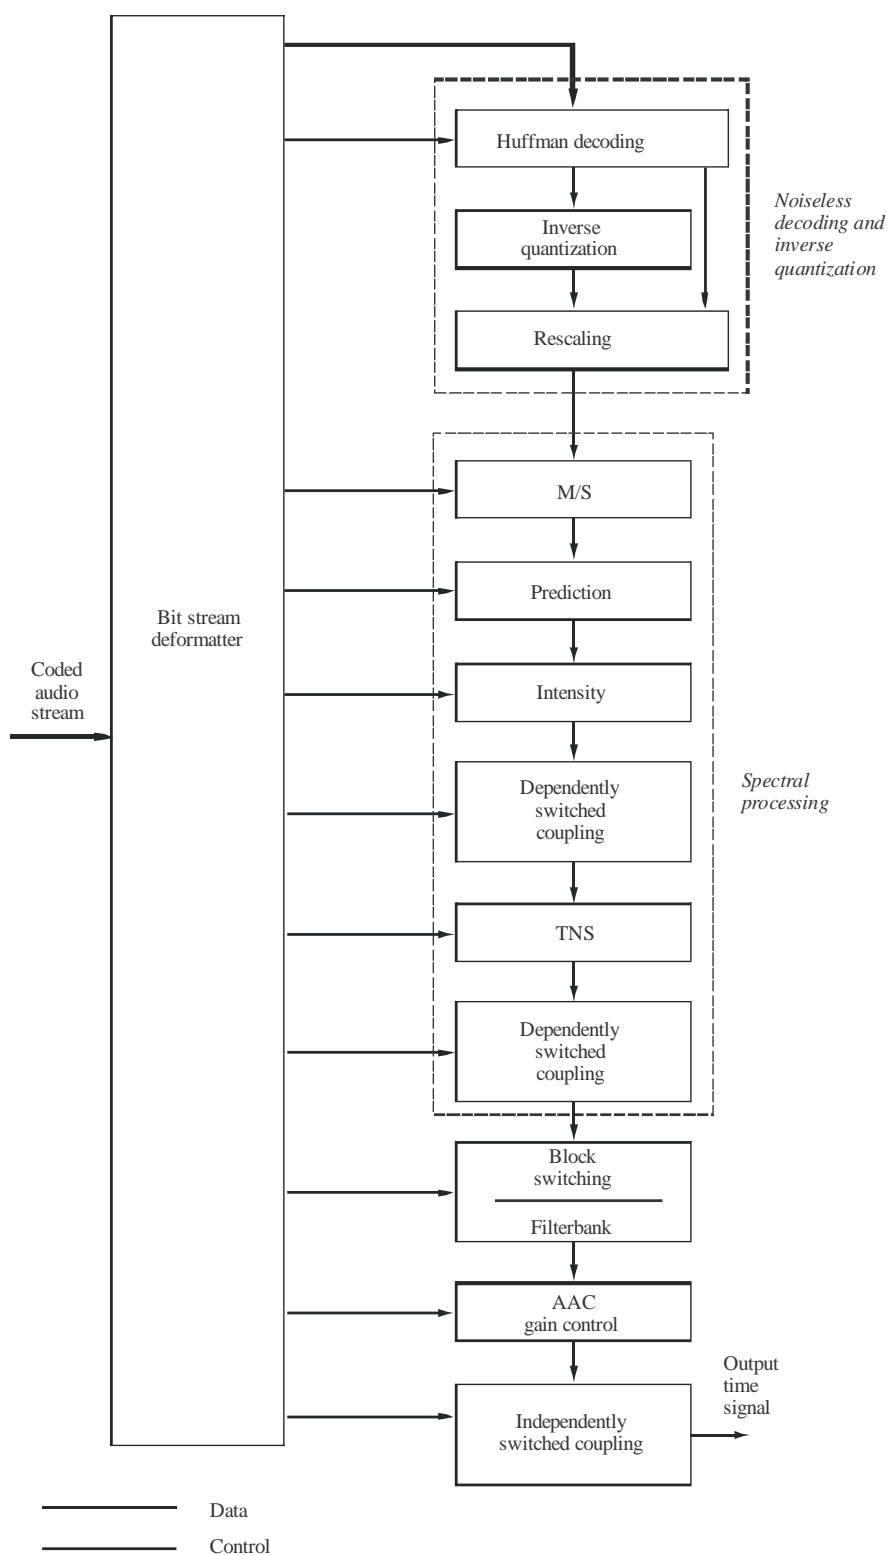 Huffman decoding
Noiseless
decoding and
inverse
quantization
Inverse
quantization
Rescaling
M/S
Prediction
Bit stream
deformatter
Coded
audio
stream
Intensity
Spectral
processing
Dependently
switched
coupling
TNS
Dependently
switched
coupling
Block
switching
Filterbank
AAC
gain control
Output
time
signal
Independently
switched coupling
Data
Control